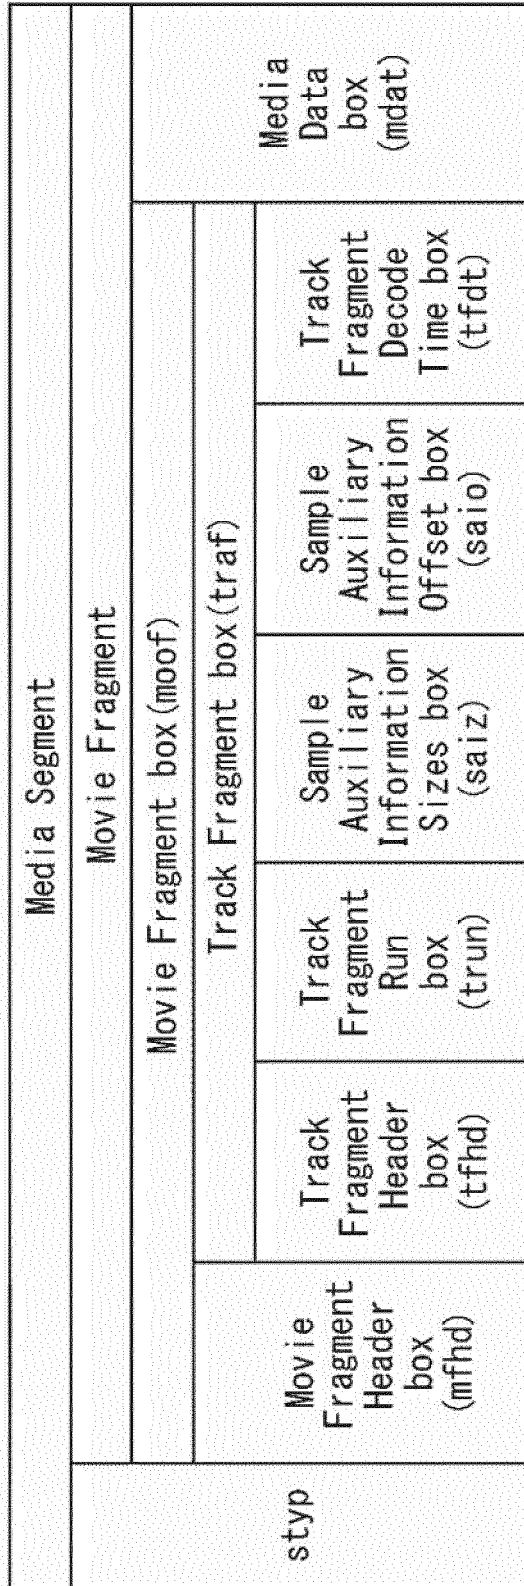 Media Segment
Movie Fragment
styp
Movie Fragment box(moof)
Media
Data
box
(mdat)
Track Fragment box(traf)
Movie
Fragment
Header
box
(mfhd)
Track
Fragment
Header
box
(tfhd)
Track
Fragment
Run
box
(trun)
Sample
Auxiliary
Information
Sizes box
(saiz)
Sample
Auxiliary
Information
Offset box
(saio)
Track
Fragment
Decode
Time box
(tfdt)